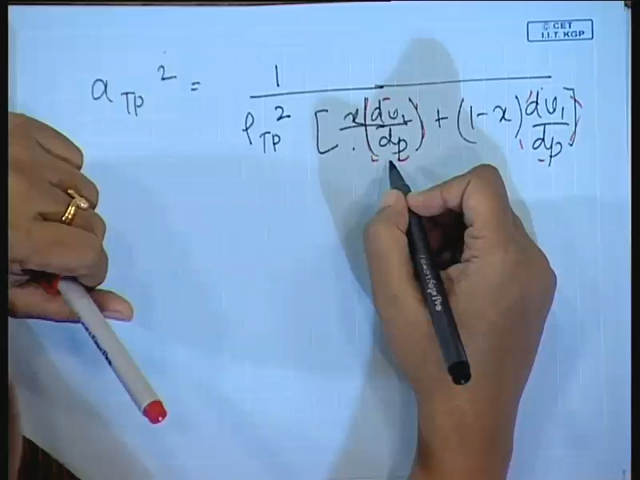 © CET
I.I.T. KGP
a_TP² = 1
ρ_TP² [x (dv₁/dp) + (1-x) dv₁/dp]